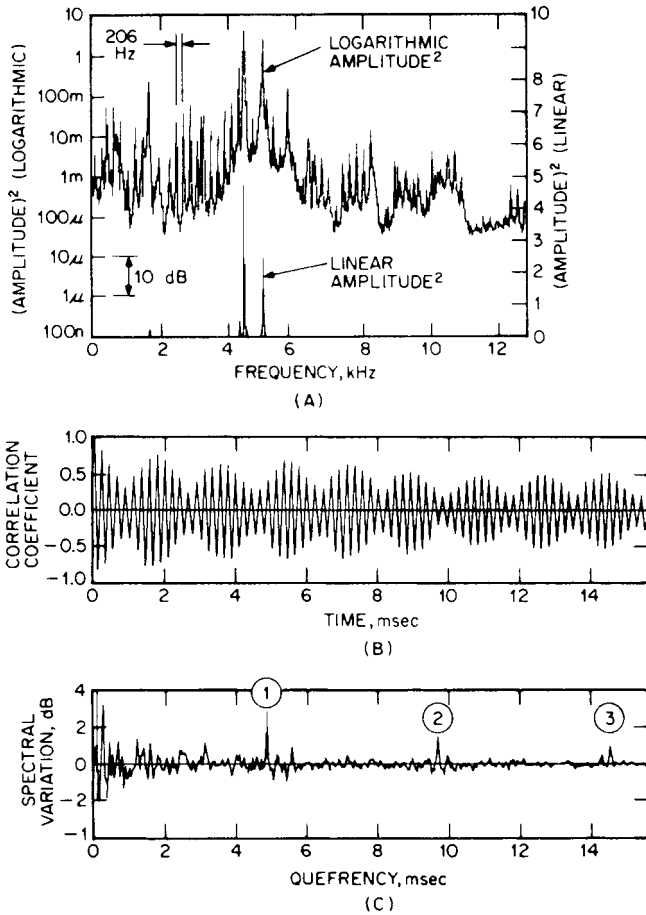 206
Hz
LOGARITHMIC
AMPLITUDE²
LINEAR
AMPLITUDE²
10 dB
(AMPLITUDE)² (LOGARITHMIC)
10m
1
100m
10m
1m
100µ
10µ
1µ
100n
10
9
8
7
6
5
4
3
2
1
0
(AMPLITUDE)² (LINEAR)
0 2 4 6 8 10 12
FREQUENCY, kHz
(A)
CORRELATION
COEFFICIENT
1.0
0.5
0.0
-0.5
-1.0
0 2 4 6 8 10 12 14
TIME, msec
(B)
SPECTRAL
VARIATION, dB
4
2
0
-2
-1
1
2
3
0 2 4 6 8 10 12 14
QUEFRENCY, msec
(C)